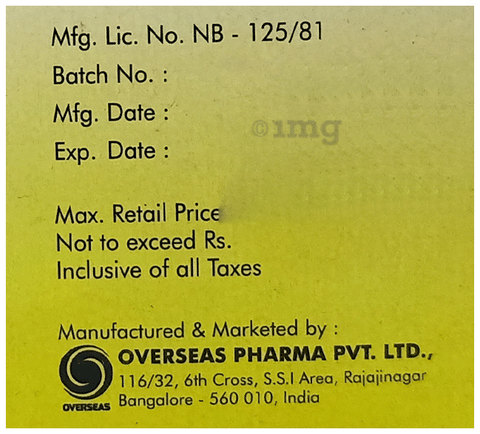 Mfg. Lic. No. NB - 125/81
Batch No. :
Mfg. Date :
©1mg
Exp. Date :
Max. Retail Price
Not to exceed Rs.
Inclusive of all Taxes
Manufactured & Marketed by :
OVERSEAS PHARMA PVT. LTD.,
116/32, 6th Cross, S.S.I Area, Rajajinagar
Bangalore - 560 010, India
OVERSEAS